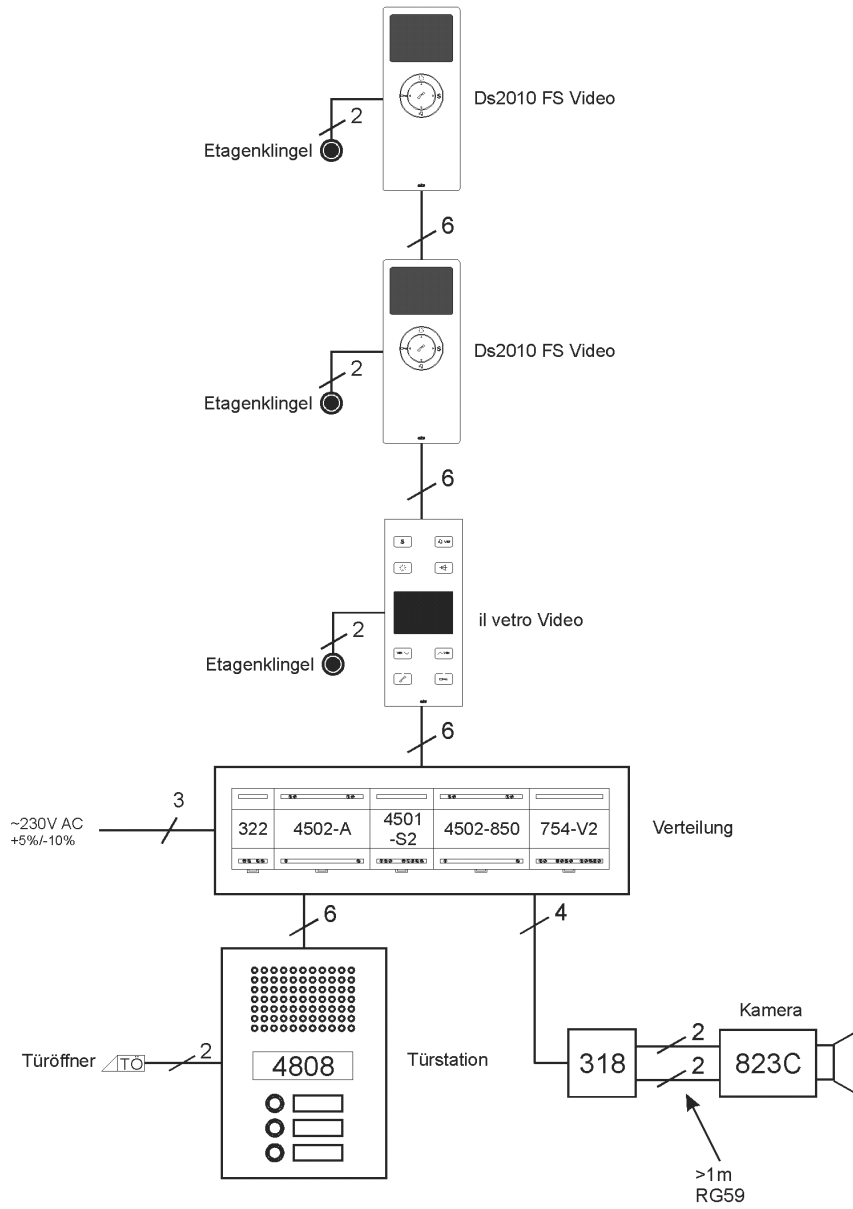 Ds2010 FS Video
2
Etagenklingel
6
Ds2010 FS Video
2
Etagenklingel
6
il vetro Video
2
Etagenklingel
6
3
~230V AC
+5%/-10%
322
4502-A
4501
-S2
4502-850
754-V2
Verteilung
6
4
Kamera
Türöffner
TÖ
2
4808
Türstation
318
2
2
823C
>1m
RG59